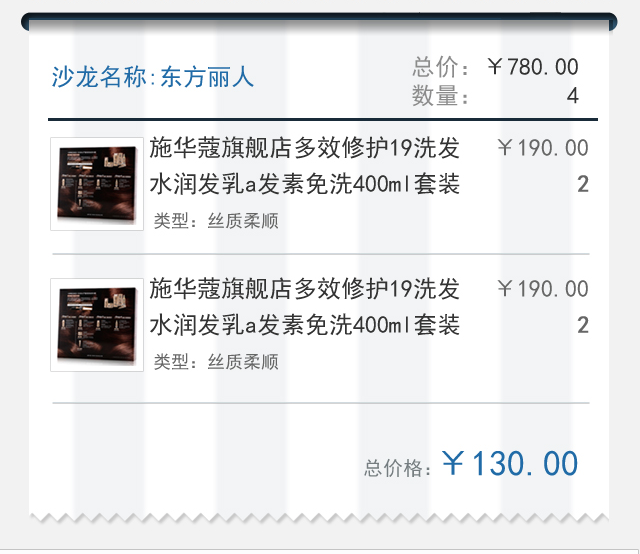 沙龙名称:东方丽人
总价：￥780.00
数量：4
施华蔻旗舰店多效修护19洗发 ￥190.00
水润发乳a发素免洗400ml套装 2
类型：丝质柔顺
施华蔻旗舰店多效修护19洗发 ￥190.00
水润发乳a发素免洗400ml套装 2
类型：丝质柔顺
总价格：￥130.00